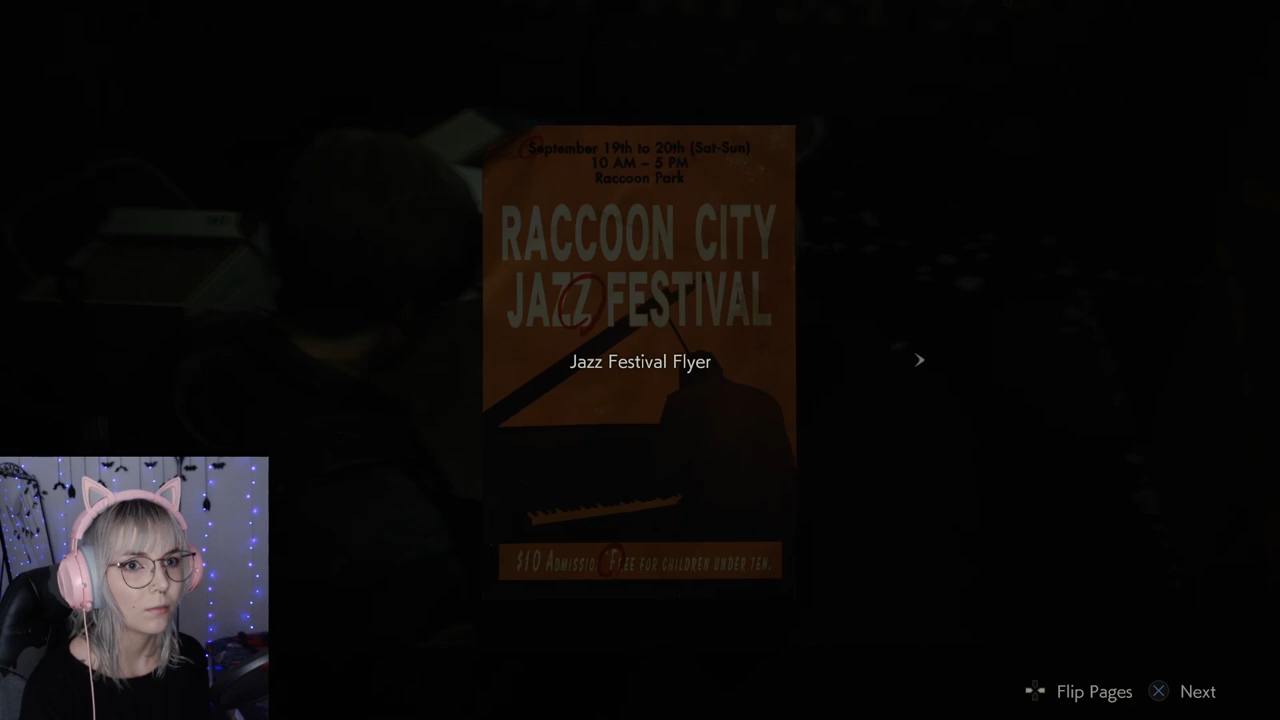 September 19th to 20th (Sat-Sun)
10 AM – 5 PM
Raccoon Park
RACCOON CITY
JAZZ FESTIVAL
Jazz Festival Flyer
$10 ADMISSIO. FREE FOR CHILDREN UNDER TEN.
Flip Pages
Next